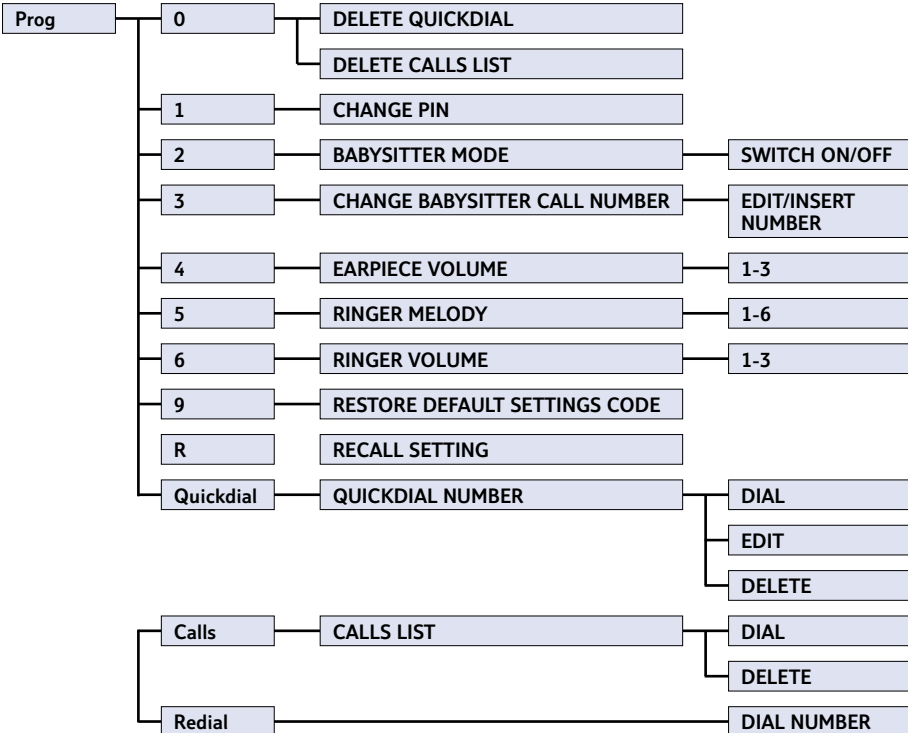 Prog
0
DELETE QUICKDIAL
DELETE CALLS LIST
1
CHANGE PIN
2
BABYSITTER MODE
SWITCH ON/OFF
3
CHANGE BABYSITTER CALL NUMBER
EDIT/INSERT
NUMBER
4
EARPIECE VOLUME
1-3
5
RINGER MELODY
1-6
6
RINGER VOLUME
1-3
9
RESTORE DEFAULT SETTINGS CODE
R
RECALL SETTING
Quickdial
QUICKDIAL NUMBER
DIAL
EDIT
DELETE
Calls
CALLS LIST
DIAL
DELETE
Redial
DIAL NUMBER